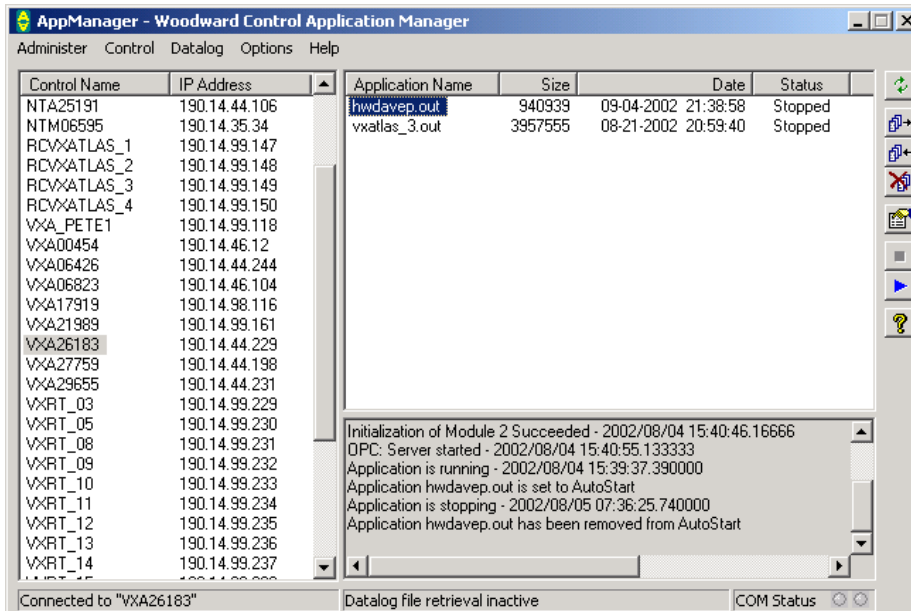 AppManager - Woodward Control Application Manager
Administer Control Datalog Options Help
Control Name IP Address
NTA25191 190.14.44.106
NTM06595 190.14.35.34
RCVXATLAS_1 190.14.99.147
RCVXATLAS_2 190.14.99.148
RCVXATLAS_3 190.14.99.149
RCVXATLAS_4 190.14.99.150
VXA_PETE1 190.14.99.118
VXA00454 190.14.46.12
VXA06426 190.14.44.244
VXA06823 190.14.46.104
VXA17919 190.14.98.116
VXA21989 190.14.99.161
VXA26183 190.14.44.229
VXA27759 190.14.44.198
VXA29655 190.14.44.231
VXRT_03 190.14.99.229
VXRT_05 190.14.99.230
VXRT_08 190.14.99.231
VXRT_09 190.14.99.232
VXRT_10 190.14.99.233
VXRT_11 190.14.99.234
VXRT_12 190.14.99.235
VXRT_13 190.14.99.236
VXRT_14 190.14.99.237
Application Name Size Date Status
hwdavep.out 940939 09-04-2002 21:38:58 Stopped
vxatlas_3.out 3957555 08-21-2002 20:59:40 Stopped
Initialization of Module 2 Succeeded - 2002/08/04 15:40:46.16666
OPC: Server started - 2002/08/04 15:40:55.133333
Application is running - 2002/08/04 15:39:37.390000
Application hwdavep.out is set to AutoStart
Application is stopping - 2002/08/05 07:36:25.740000
Application hwdavep.out has been removed from AutoStart
Connected to "VXA26183"
Datalog file retrieval inactive
COM Status